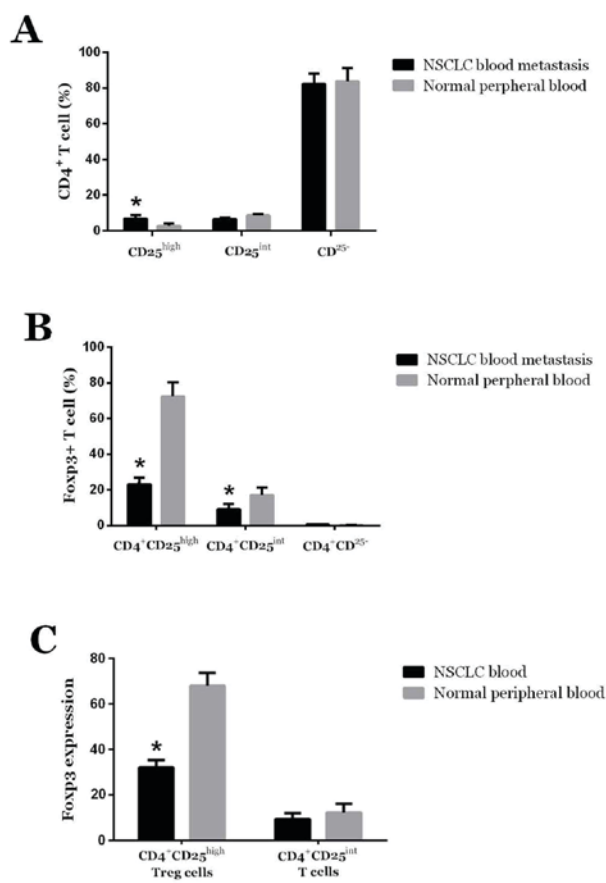 A
100
80
60
40
20
0
CD4+ T cell (%)
*
CD25high
CD25int
CD25-
NSCLC blood metastasis
Normal perpheral blood
B
100
80
60
40
20
0
Foxp3+ T cell (%)
*
*
CD4+CD25high
CD4+CD25int
CD4+CD25-
NSCLC blood metastasis
Normal perpheral blood
C
80
60
40
20
0
Foxp3 expression
*
CD4+CD25high
Treg cells
CD4+CD25int
T cells
NSCLC blood
Normal peripheral blood